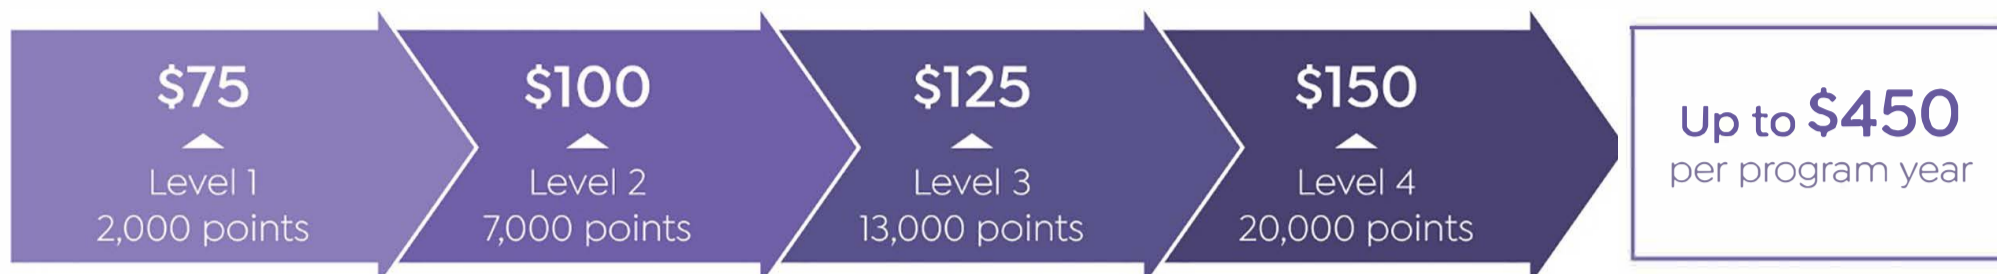 $75
Level 1
2,000 points
$100
Level 2
7,000 points
$125
Level 3
13,000 points
$150
Level 4
20,000 points
Up to $450
per program year